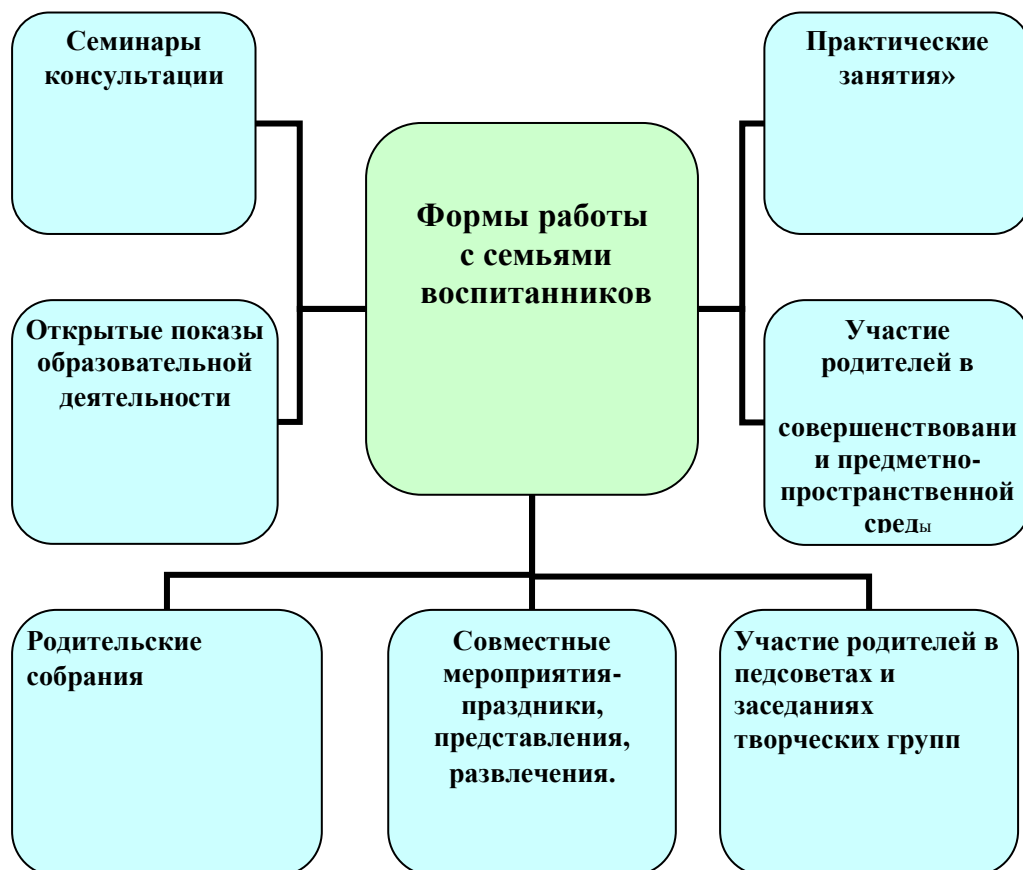 Семинары
консультации
Практические
занятия»
Формы работы
с семьями
воспитанников
Открытые показы
образовательной
деятельности
Участие
родителей в
совершенствовани
и предметно-
пространственной
среды
Родительские
собрания
Совместные
мероприятия-
праздники,
представления,
развлечения.
Участие родителей в
педсоветах и
заседаниях
творческих групп